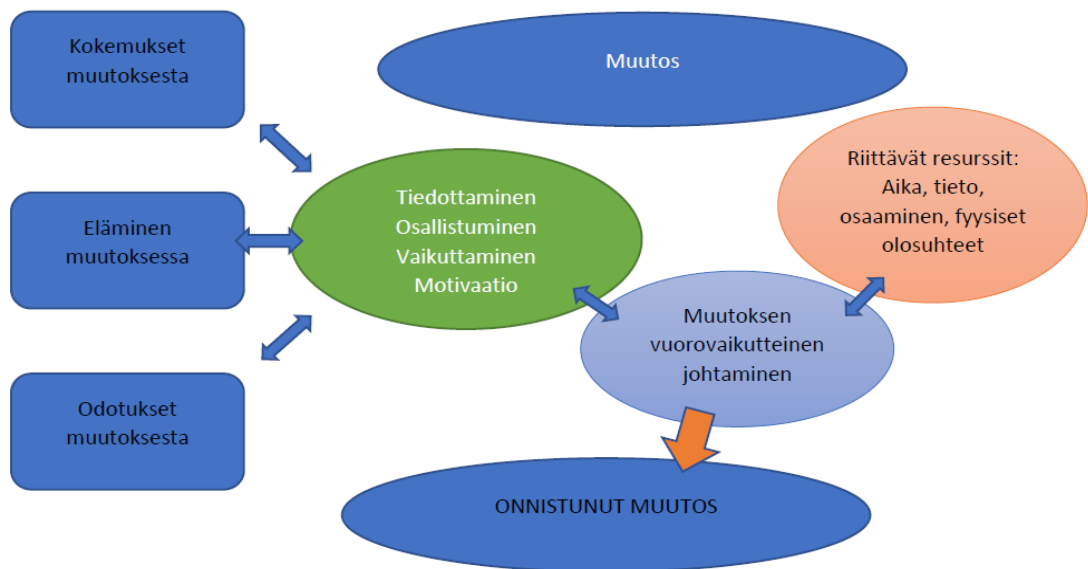 Kokemukset
muutoksesta
Muutos
Riittävät resurssit:
Aika, tieto,
osaaminen, fyysiset
olosuhteet
Tiedottaminen
Osallistuminen
Vaikuttaminen
Motivaatio
Eläminen
muutoksessa
Muutoksen
vuorovaikutteinen
johtaminen
Odotukset
muutoksesta
ONNISTUNUT MUUTOS